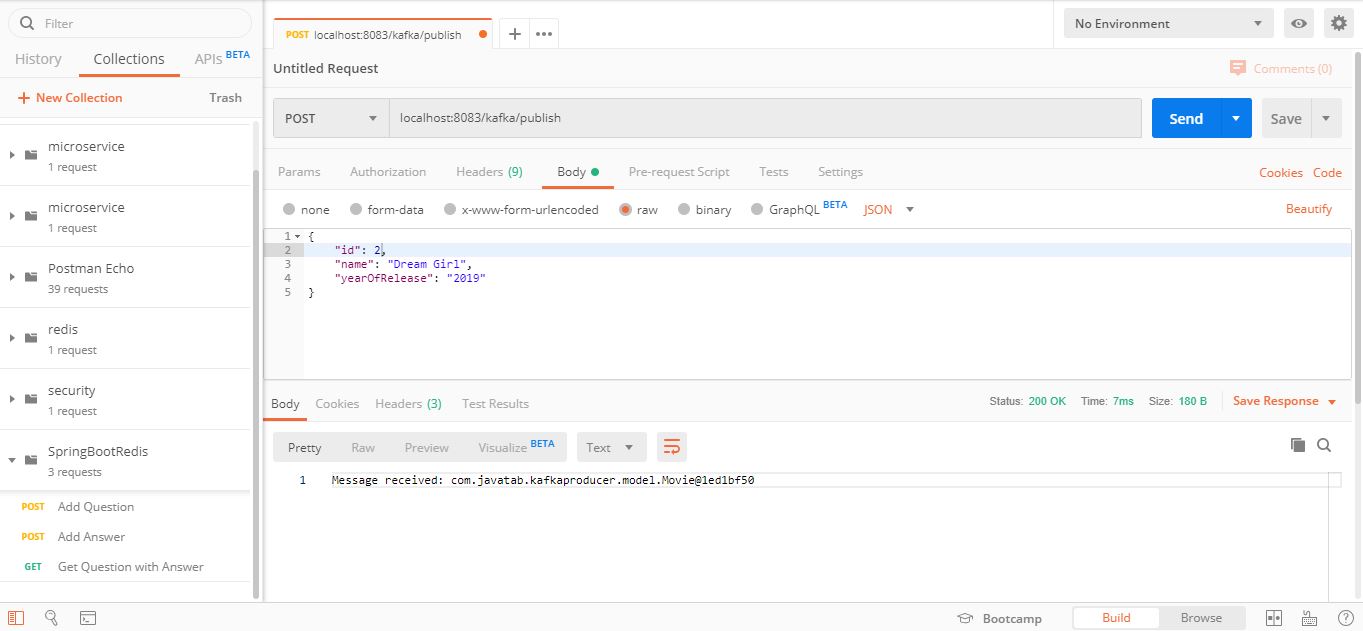 Filter
History Collections APIs BETA
+ New Collection Trash
microservice
1 request
microservice
1 request
Postman Echo
39 requests
redis
1 request
security
1 request
SpringBootRedis
3 requests
POST Add Question
POST Add Answer
GET Get Question with Answer
POST localhost:8083/kafka/publish
No Environment
Untitled Request
Comments (0)
POST localhost:8083/kafka/publish
Send Save
Params Authorization Headers (9) Body Pre-request Script Tests Settings
Cookies Code
none form-data x-www-form-urlencoded raw binary GraphQL BETA JSON
Beautify
1 {
2 "id": 2,
3 "name": "Dream Girl",
4 "yearOfRelease": "2019"
5 }
Body Cookies Headers (3) Test Results
Status: 200 OK Time: 7ms Size: 180 B Save Response
Pretty Raw Preview Visualize BETA Text
1 Message received: com.javatab.kafkaproducer.model.Movie@1ed1bf50
Bootcamp Build Browse